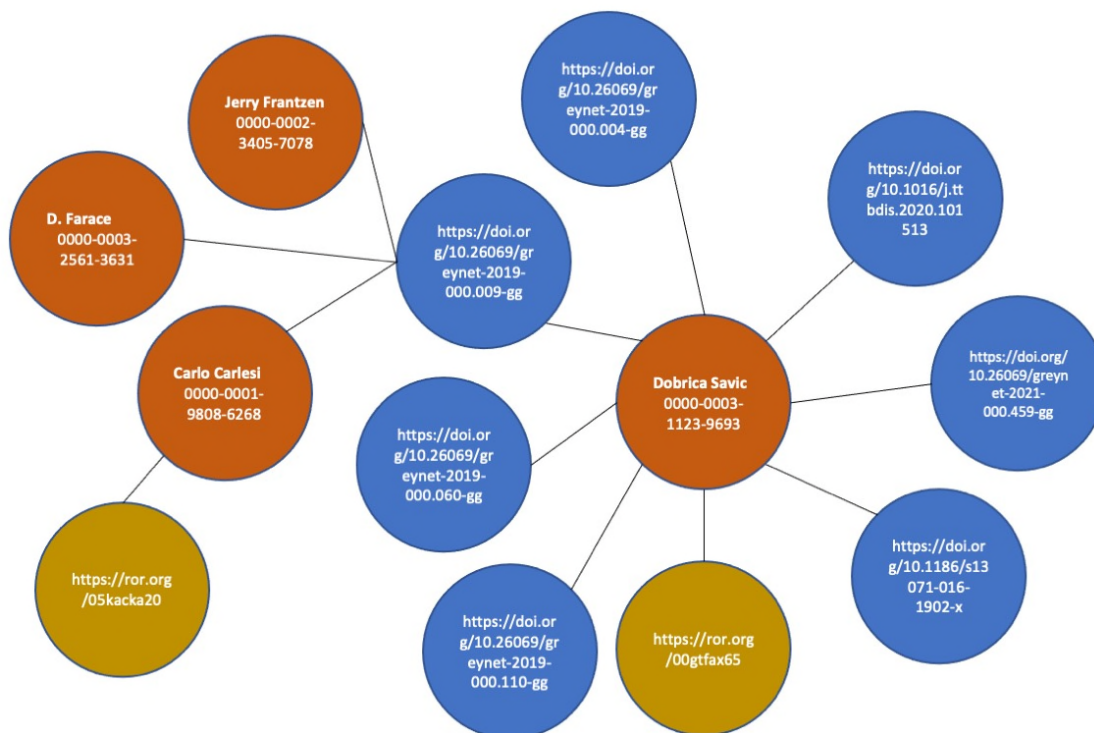 https://doi.or
g/10.26069/gr
eynet-2019-
000.004-gg
Jerry Frantzen
0000-0002-
3405-7078
https://doi.or
g/10.1016/j.tt
bdis.2020.101
513
D. Farace
0000-0003-
2561-3631
https://doi.or
g/10.26069/gr
eynet-2019-
000.009-gg
Carlo Carlesi
0000-0001-
9808-6268
Dobrica Savic
0000-0003-
1123-9693
https://doi.org/
10.26069/greyn
et-2021-
000.459-gg
https://doi.or
g/10.26069/gr
eynet-2019-
000.060-gg
https://ror.org
/05kacka20
https://doi.or
g/10.26069/gr
eynet-2019-
000.110-gg
https://ror.org
/00gtfax65
https://doi.or
g/10.1186/s13
071-016-
1902-x